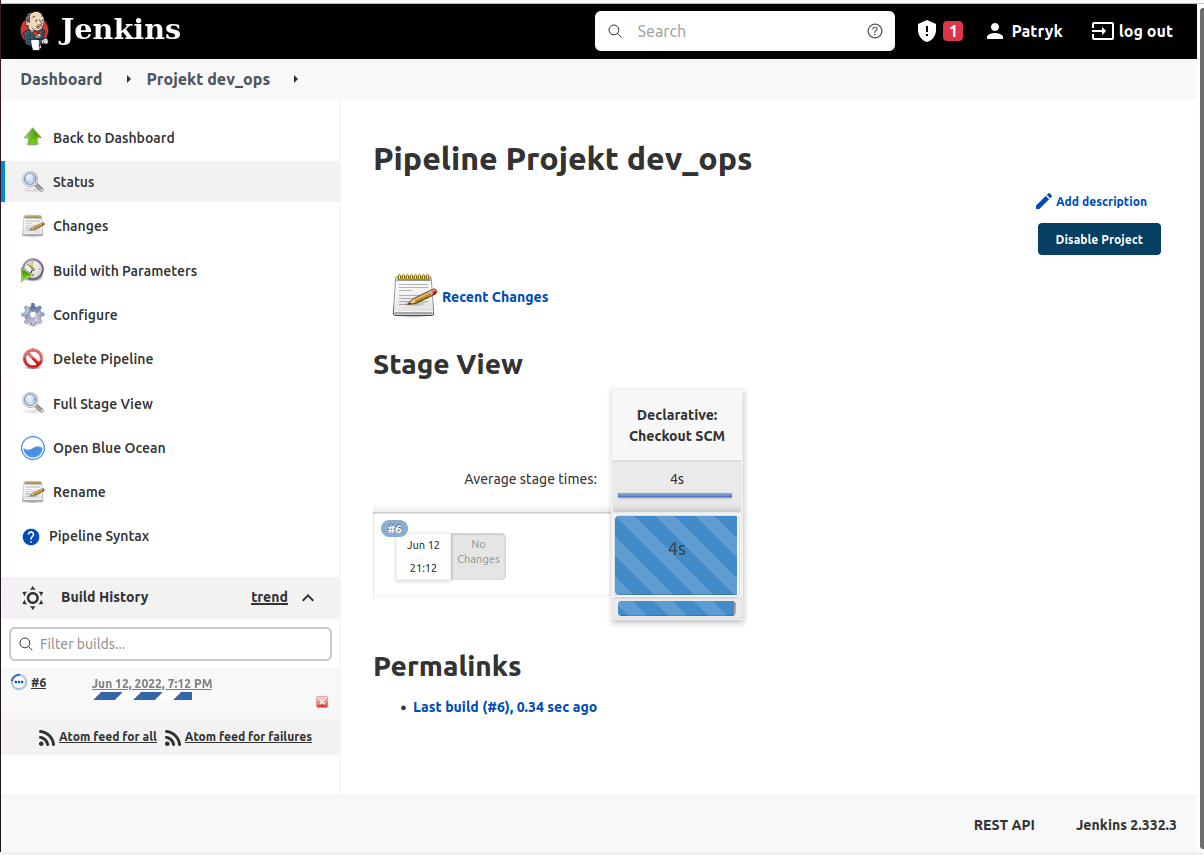 Jenkins
Search
1
Patryk
log out
Dashboard
Projekt dev_ops
Back to Dashboard
Status
Changes
Build with Parameters
Configure
Delete Pipeline
Full Stage View
Open Blue Ocean
Rename
Pipeline Syntax
Build History
trend
Filter builds...
#6
Jun 12, 2022, 7:12 PM
Atom feed for all
Atom feed for failures
Pipeline Projekt dev_ops
Add description
Disable Project
Recent Changes
Stage View
Declarative:
Checkout SCM
Average stage times:
4s
#6
Jun 12
21:12
No
Changes
4s
Permalinks
• Last build (#6), 0.34 sec ago
REST API
Jenkins 2.332.3